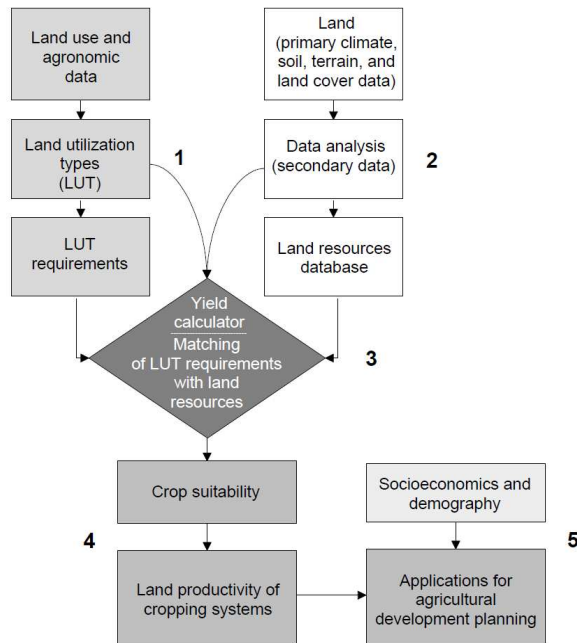 Land use and
agronomic
data
Land
(primary climate,
soil, terrain, and
land cover data)
Land utilization
types
(LUT)
1
Data analysis
(secondary data)
2
LUT
requirements
Land resources
database
Yield
calculator
Matching
of LUT requirements
with land
resources
3
Crop suitability
Socioeconomics and
demography
4
5
Land productivity of
cropping systems
Applications for
agricultural
development planning